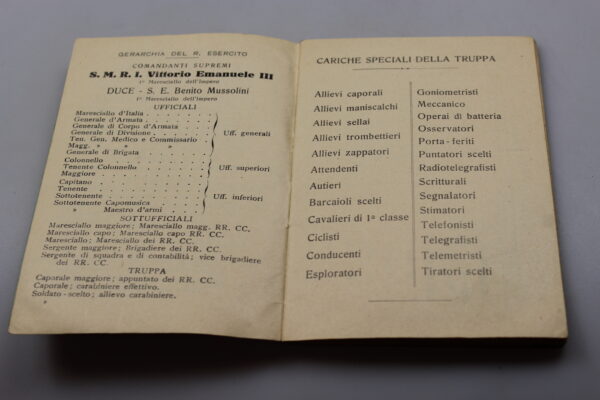 GERARCHIA DEL R. ESERCITO
COMANDANTI SUPREMI
S. M. R. I. Vittorio Emanuele III
1º Maresciallo dell'Impero
DUCE - S. E. Benito Mussolini
1º Maresciallo dell'Impero
UFFICIALI
Maresciallo d'Italia . . . . . . .
Generale d'Armata . . . . . . .
Generale di Corpo d'Armata . . . .
Generale di Divisione . . . . . . Uff. generali
Ten. Gen. Medico e Commissario
Magg. » » »
Generale di Brigata . . . . . . .
Colonnello . . . . . . . .
Tenente Colonnello . . . . . . Uff. superiori
Maggiore . . . . . . . . .
Capitano . . . . . . . . .
Tenente . . . . . . . . .
Sottotenente . . . . . . . . Uff. inferiori
Sottotenente Capomusica . . . . .
» Maestro d'armi . . . .
SOTTUFFICIALI
Maresciallo maggiore; Maresciallo magg. RR. CC.
Maresciallo capo; Maresciallo capo RR. CC.
Maresciallo; Maresciallo dei RR. CC.
Sergente maggiore; Brigadiere dei RR. CC.
Sergente di squadra e di contabilità; vice brigadiere
dei RR. CC.
TRUPPA
Caporale maggiore; appuntato dei RR. CC.
Caporale; carabiniere effettivo.
Soldato - scelto; allievo carabiniere.
CARICHE SPECIALI DELLA TRUPPA
Allievi caporali
Allievi maniscalchi
Allievi sellai
Allievi trombettieri
Allievi zappatori
Attendenti
Autieri
Barcaioli scelti
Cavalieri di 1ª classe
Ciclisti
Conducenti
Esploratori
Goniometristi
Meccanico
Operai di batteria
Osservatori
Porta - feriti
Puntatori scelti
Radiotelegrafisti
Scritturali
Segnalatori
Stimatori
Telefonisti
Telegrafisti
Telemetristi
Tiratori scelti